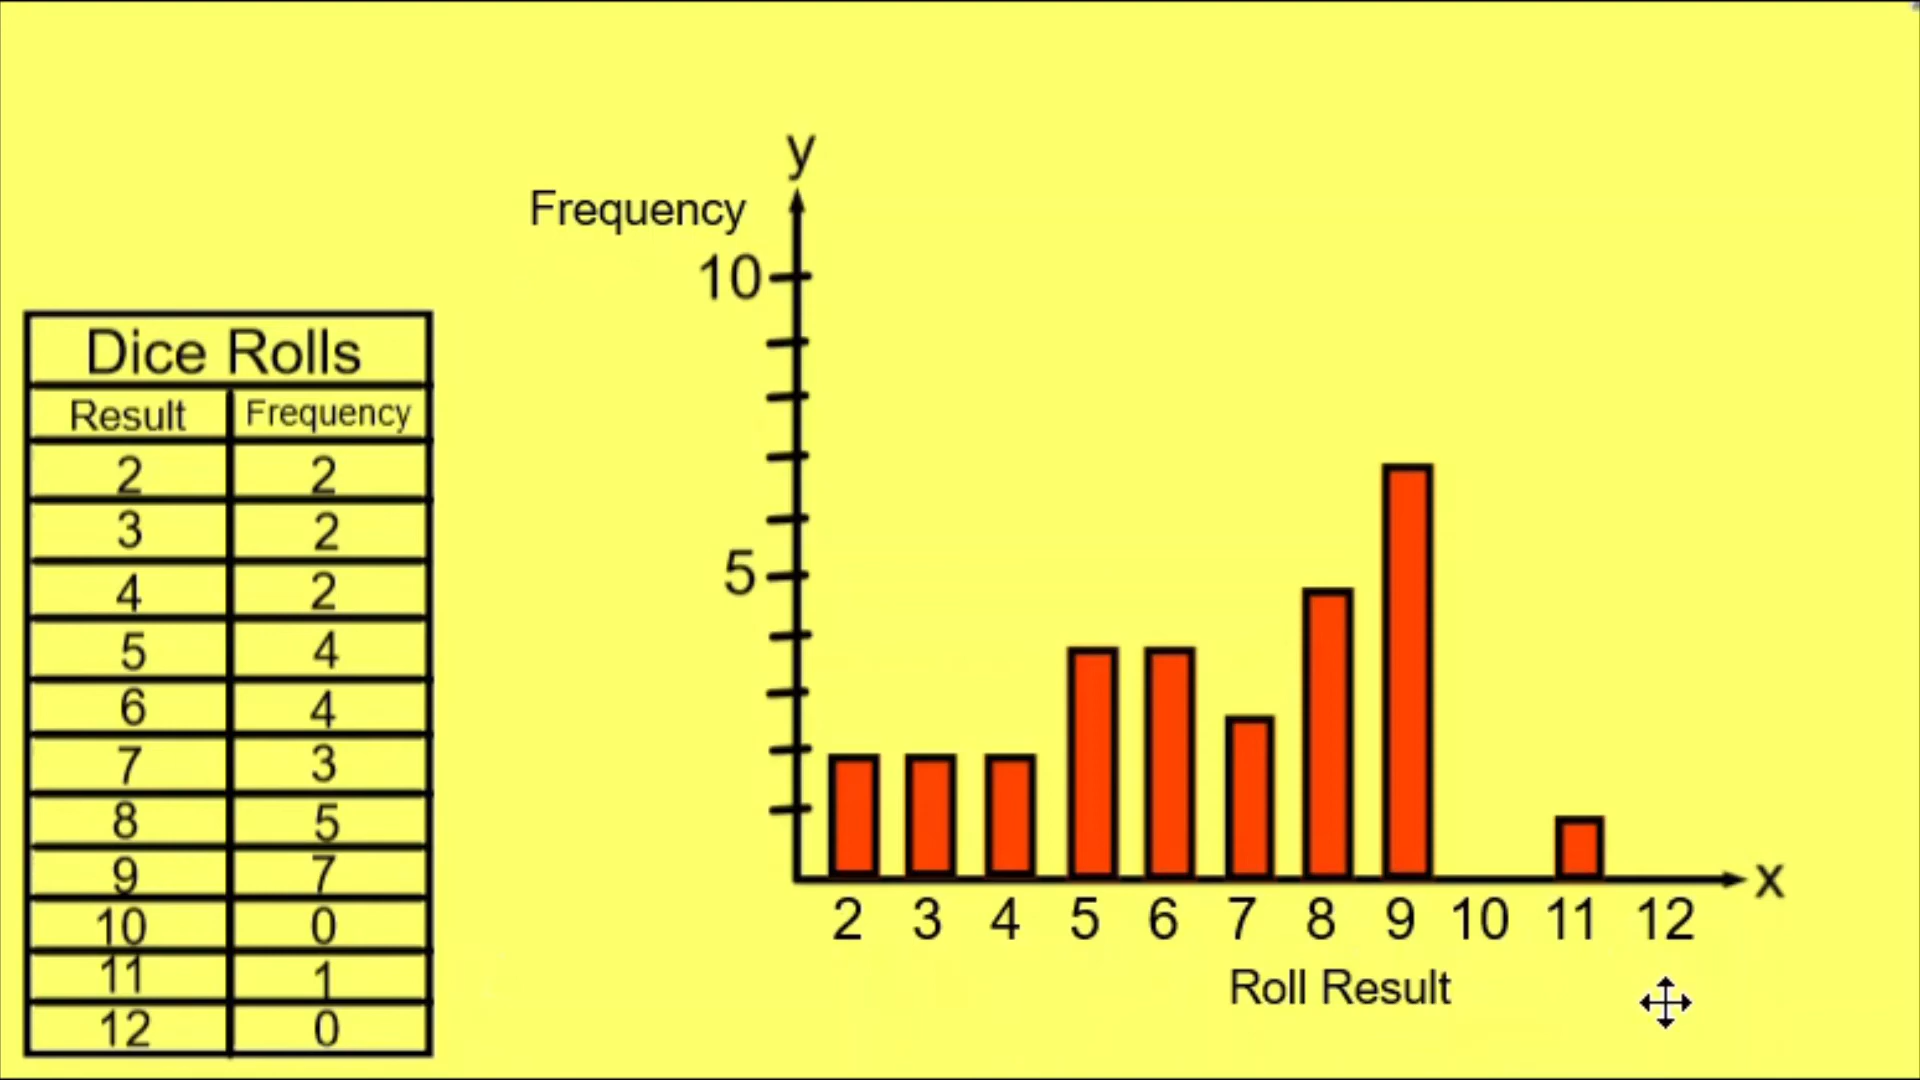 Dice Rolls
Result Frequency
2 2
3 2
4 2
5 4
6 4
7 3
8 5
9 7
10 0
11 1
12 0
y
Frequency
10
5
x
2 3 4 5 6 7 8 9 10 11 12
Roll Result